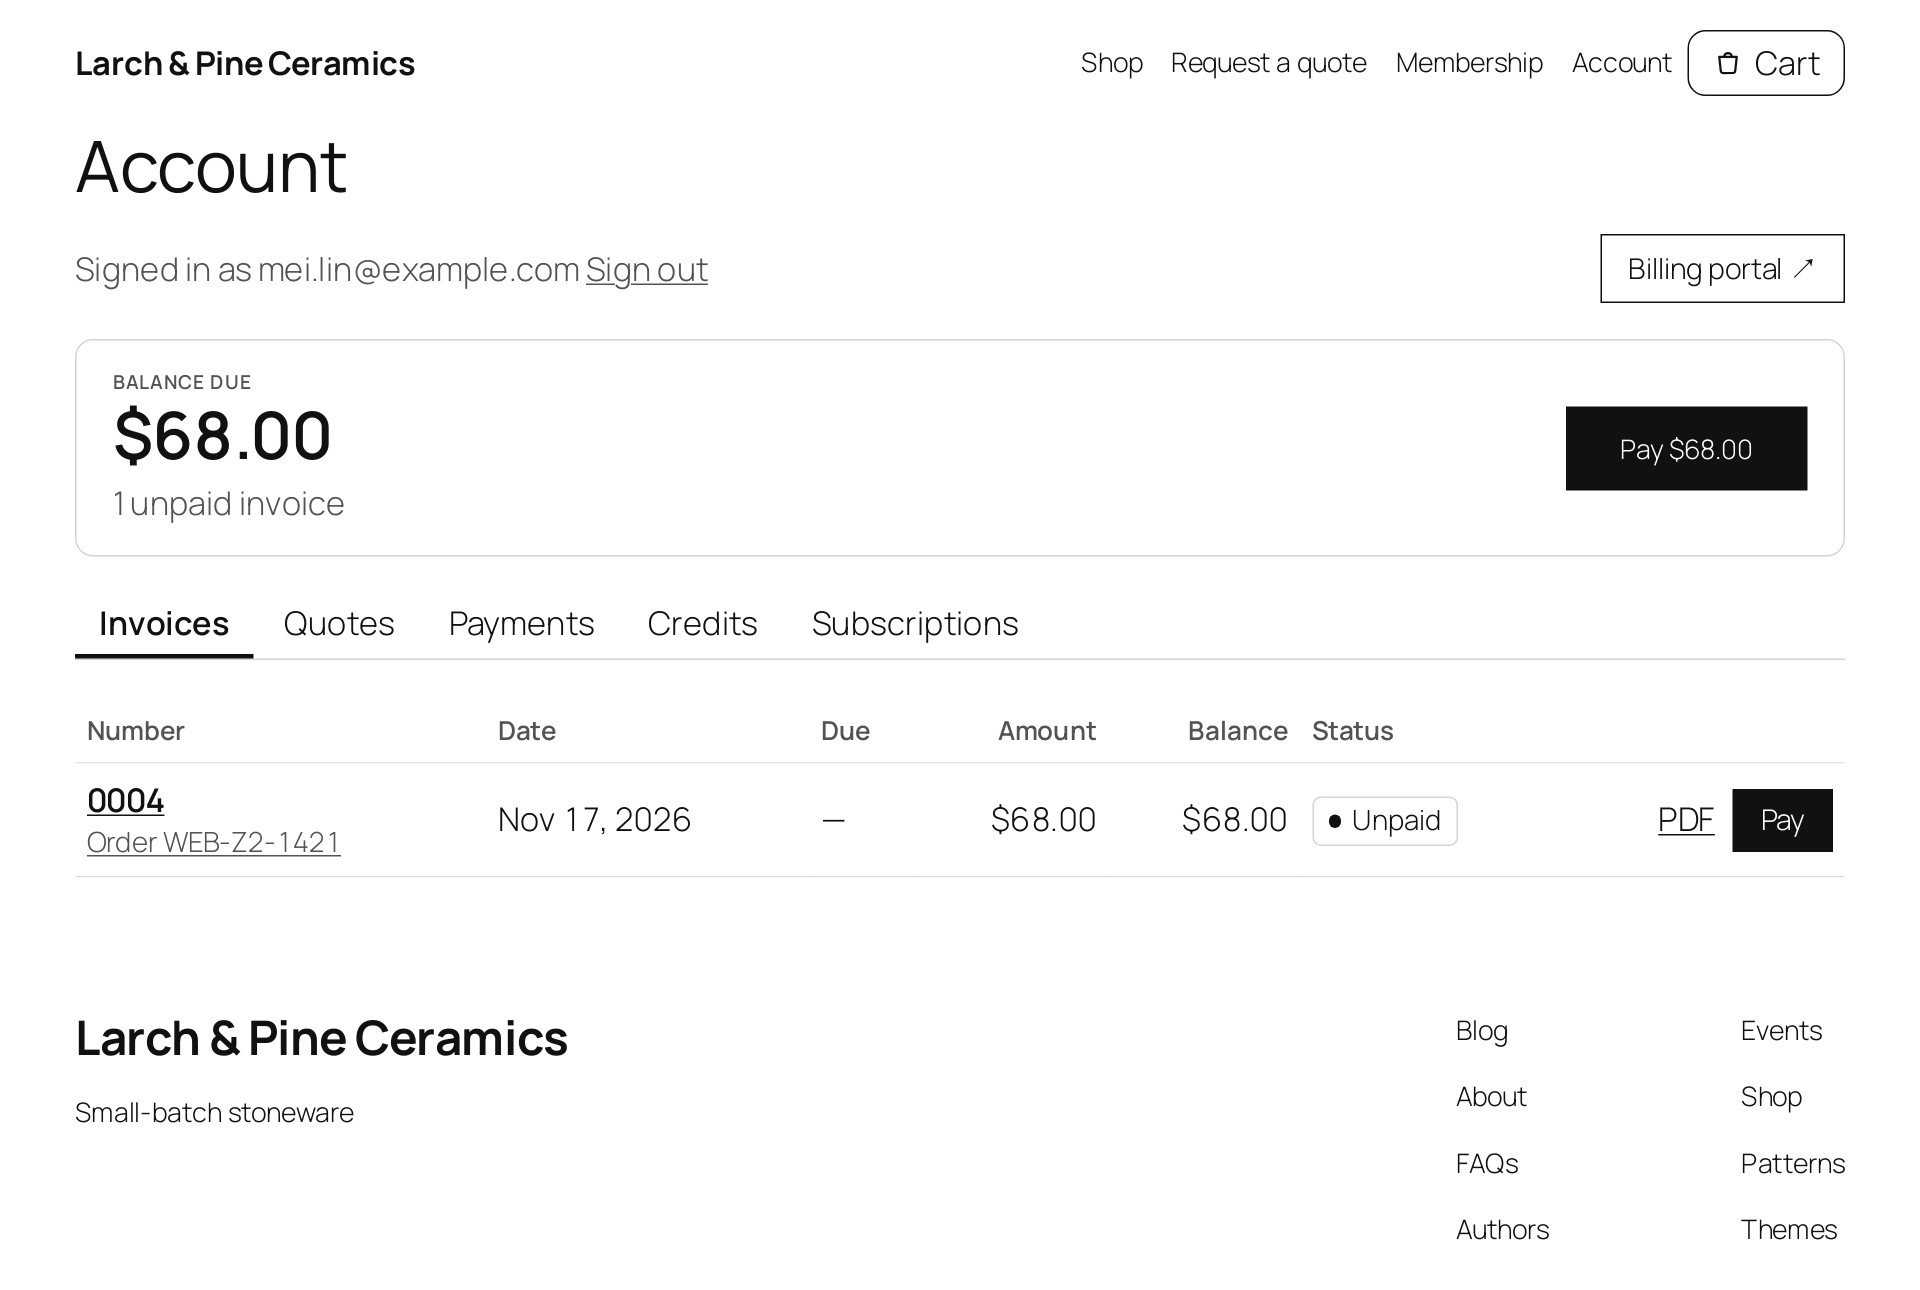 Larch & Pine Ceramics
Shop Request a quote Membership Account Cart
Account
Signed in as mei.lin@example.com Sign out
Billing portal ↗
BALANCE DUE
$68.00
1 unpaid invoice
Pay $68.00
Invoices Quotes Payments Credits Subscriptions
Number Date Due Amount Balance Status
0004
Order WEB-Z2-1421
Nov 17, 2026 — $68.00 $68.00 Unpaid PDF Pay
Larch & Pine Ceramics
Small-batch stoneware
Blog
About
FAQs
Authors
Events
Shop
Patterns
Themes